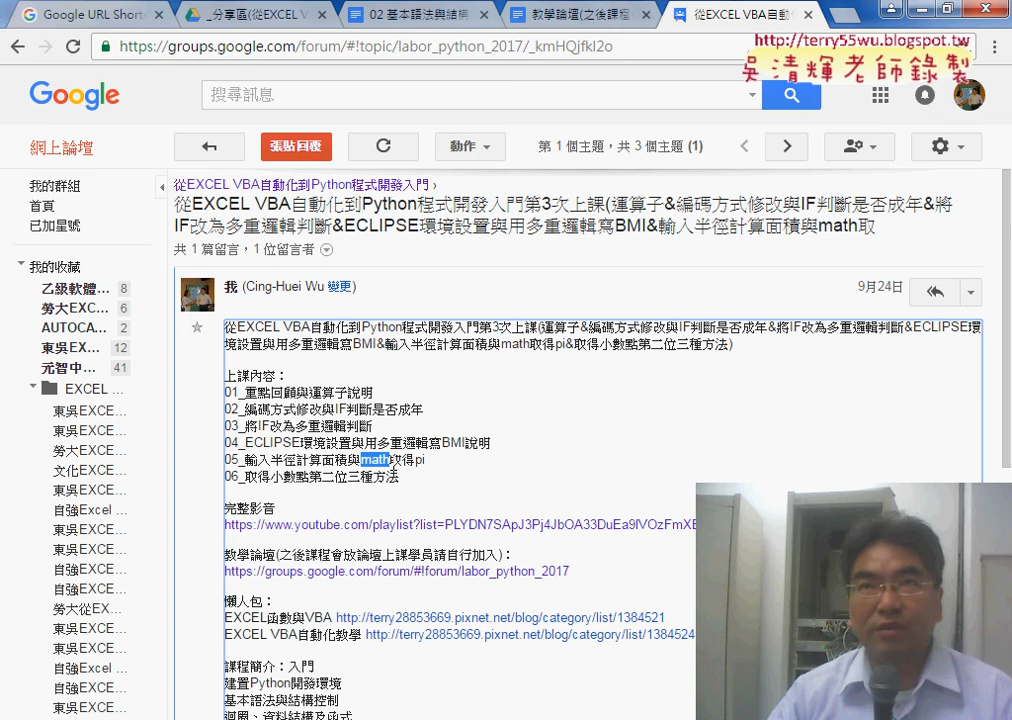 Google URL Short
_分享區(從EXCEL V
02 基本語法與結構
教學論壇(之後課程
從EXCEL VBA自動
https://groups.google.com/forum/#!topic/labor_python_2017/_kmHQjfkI2o
http://terry55wu.blogspot.tw
吳清輝老師錄製
Google
搜尋訊息
網上論壇
張貼回覆
動作
第 1 個主題，共 3 個主題 (1)
我的群組
首頁
已加星號
我的收藏
乙級軟體... 8
勞大EXC... 6
AUTOCA... 2
東吳EX... 12
元智中... 41
EXCEL ...
東吳EXCE...
東吳EXCE...
勞大EXCE...
文化EXCE...
東吳EXCE...
自強Excel ...
東吳EXCE...
東吳EXCE...
自強EXCE...
自強EXCE...
勞大從EX...
東吳EXCE...
東吳EXCE...
自強Excel ...
自強EXCE...
東吳EXCE...
從EXCEL VBA自動化到Python程式開發入門 ›
從EXCEL VBA自動化到Python程式開發入門第3次上課(運算子&編碼方式修改與IF判斷是否成年&將
IF改為多重邏輯判斷&ECLIPSE環境設置與用多重邏輯寫BMI&輸入半徑計算面積與math取
共 1 篇留言，1 位留言者
我 (Cing-Huei Wu 變更)
9月24日
從EXCEL VBA自動化到Python程式開發入門第3次上課(運算子&編碼方式修改與IF判斷是否成年&將IF改為多重邏輯判斷&ECLIPSE環
境設置與用多重邏輯寫BMI&輸入半徑計算面積與math取得pi&取得小數點第二位三種方法)
上課內容：
01_重點回顧與運算子說明
02_編碼方式修改與IF判斷是否成年
03_將IF改為多重邏輯判斷
04_ECLIPSE環境設置與用多重邏輯寫BMI說明
05_輸入半徑計算面積與math取得pi
06_取得小數點第二位三種方法
完整影音
https://www.youtube.com/playlist?list=PLYDN7SApJ3Pj4JbOA33DuEa9IVOzFmXE
教學論壇(之後課程會放論壇上課學員請自行加入)：
https://groups.google.com/forum/#!forum/labor_python_2017
懶人包：
EXCEL函數與VBA http://terry28853669.pixnet.net/blog/category/list/1384521
EXCEL VBA自動化教學 http://terry28853669.pixnet.net/blog/category/list/1384524
課程簡介：入門
建置Python開發環境
基本語法與結構控制
迴圈、資料結構及函式